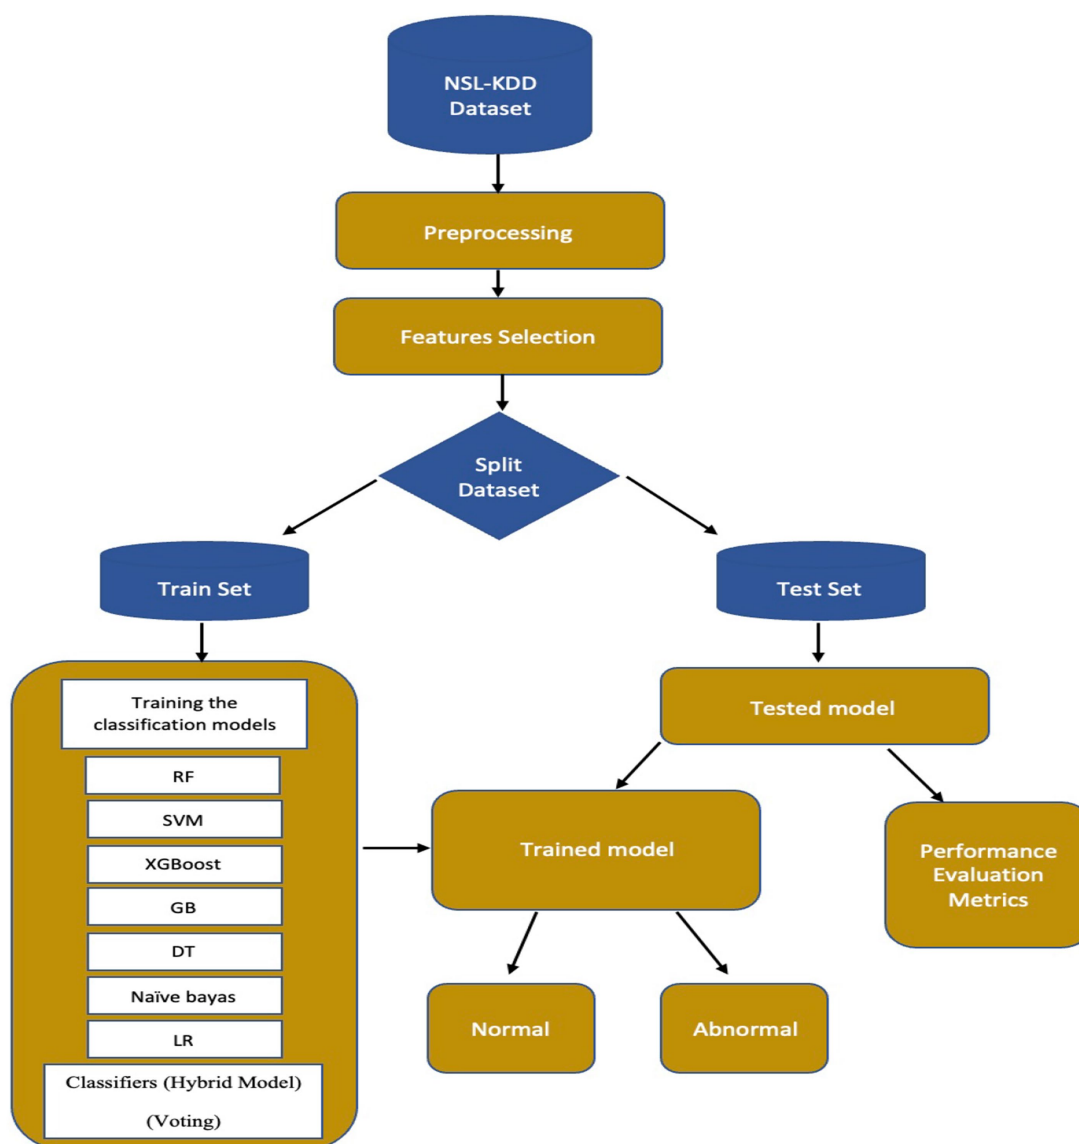 NSL-KDD
Dataset
Preprocessing
Features Selection
Split
Dataset
Train Set
Test Set
Training the
classification models
RF
SVM
XGBoost
GB
DT
Naïve bayas
LR
Classifiers (Hybrid Model)
(Voting)
Tested model
Trained model
Performance
Evaluation
Metrics
Normal
Abnormal